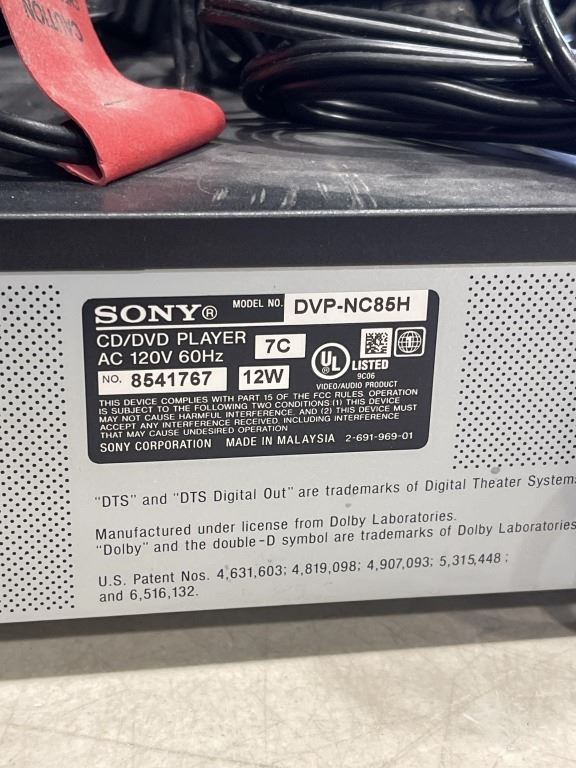 CAUTION
SONY®
MODEL NO. DVP-NC85H
CD/DVD PLAYER
AC 120V 60Hz 7C
NO. 8541767 12W
UL LISTED
9C06
VIDEO/AUDIO PRODUCT
THIS DEVICE COMPLIES WITH PART 15 OF THE FCC RULES. OPERATION
IS SUBJECT TO THE FOLLOWING TWO CONDITIONS:(1) THIS DEVICE
MAY NOT CAUSE HARMFUL INTERFERENCE, AND (2) THIS DEVICE MUST
ACCEPT ANY INTERFERENCE RECEIVED, INCLUDING INTERFERENCE
THAT MAY CAUSE UNDESIRED OPERATION
SONY CORPORATION MADE IN MALAYSIA 2-691-969-01
"DTS" and "DTS Digital Out" are trademarks of Digital Theater System
Manufactured under license from Dolby Laboratories.
"Dolby" and the double-D symbol are trademarks of Dolby Laboratories
U.S. Patent Nos. 4,631,603; 4,819,098; 4,907,093; 5,315,448 ;
and 6,516,132.